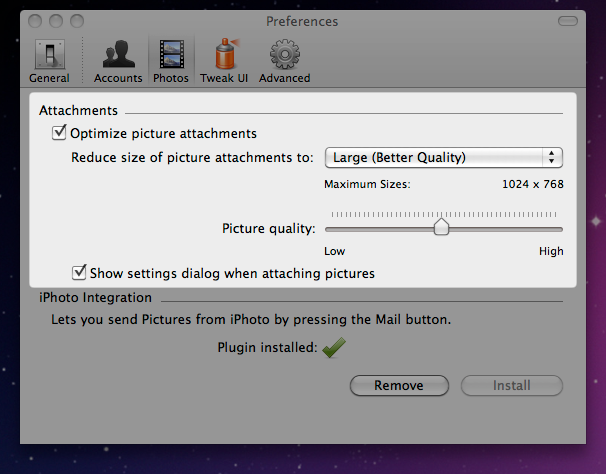 Preferences
General Accounts Photos Tweak UI Advanced
Attachments
Optimize picture attachments
Reduce size of picture attachments to: Large (Better Quality)
Maximum Sizes: 1024 x 768
Picture quality:
Low High
Show settings dialog when attaching pictures
iPhoto Integration
Lets you send Pictures from iPhoto by pressing the Mail button.
Plugin installed:
Remove Install